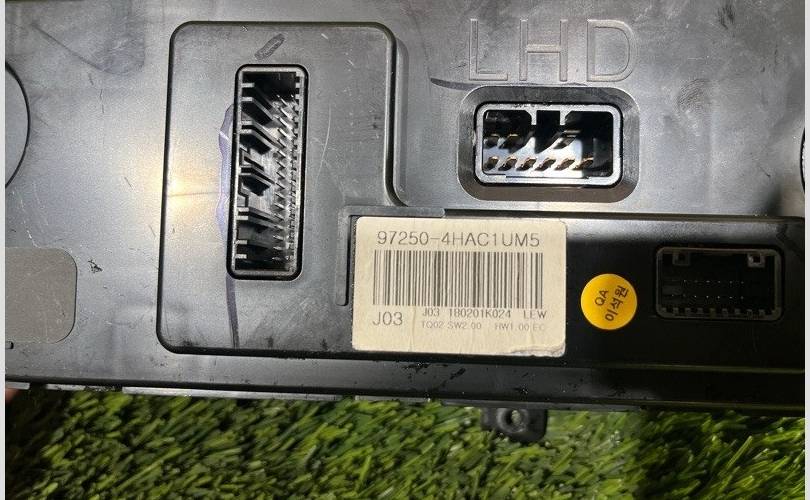 LHD
97250-4HAC1UM5
J03 180201K024 LEW
J03
TQ02 SW2.00 HW1.00 EC
QA
이석원